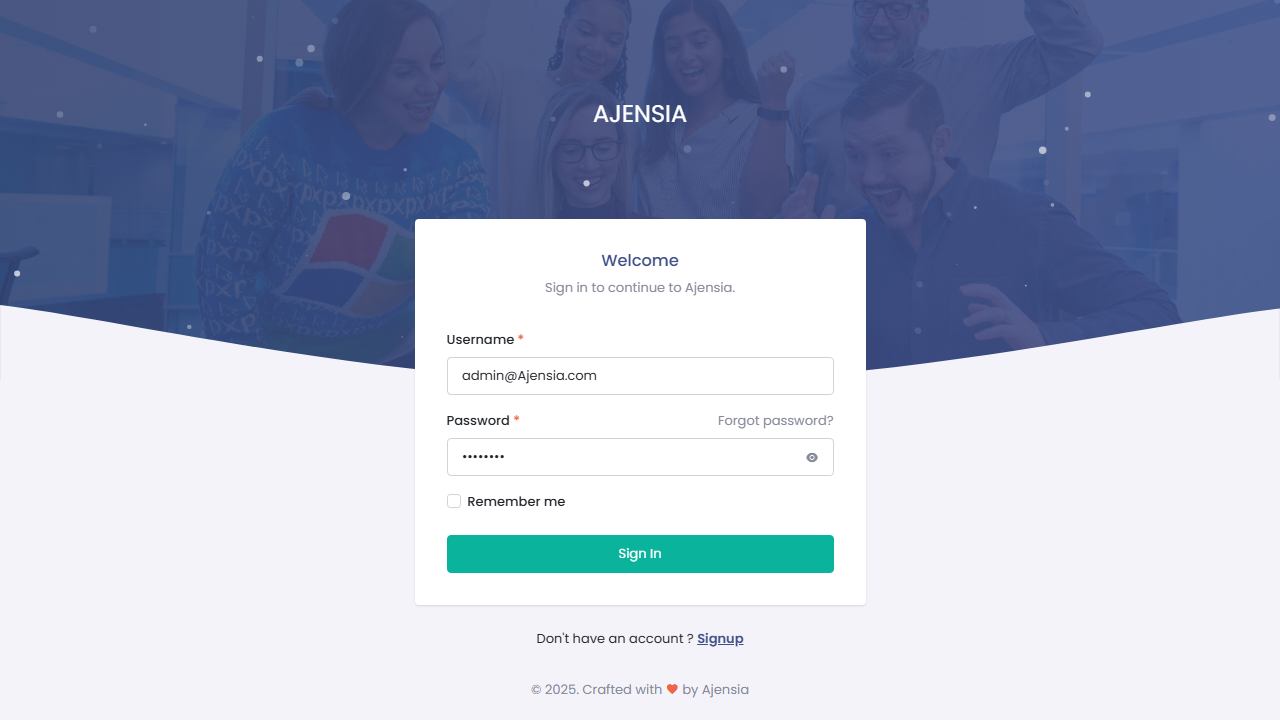 AJENSIA
Welcome
Sign in to continue to Ajensia.
Username *
admin@Ajensia.com
Password *
Forgot password?
••••••••
Remember me
Sign In
Don't have an account ? Signup
© 2025. Crafted with ❤ by Ajensia